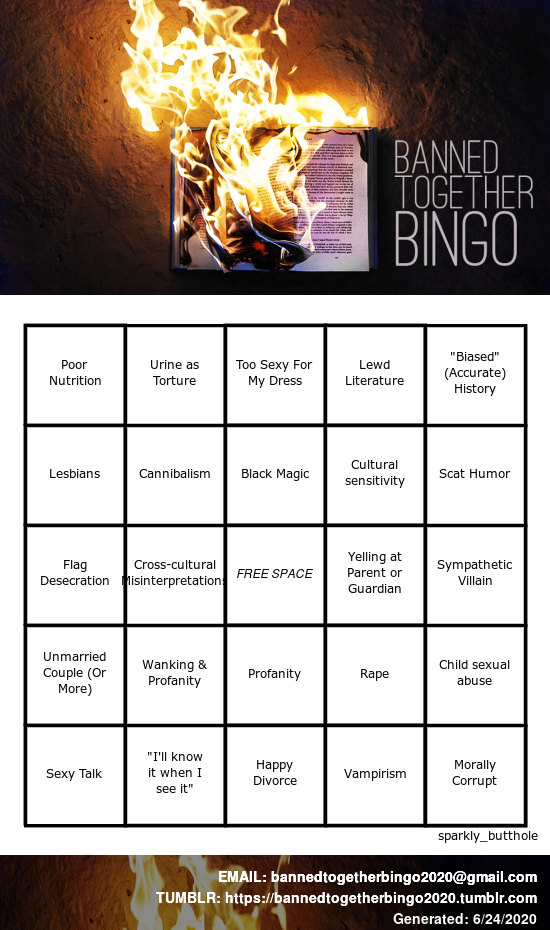 BANNED
TOGETHER
BINGO
Poor
Nutrition
Urine as
Torture
Too Sexy For
My Dress
Lewd
Literature
"Biased"
(Accurate)
History
Lesbians
Cannibalism
Black Magic
Cultural
sensitivity
Scat Humor
Flag
Desecration
Cross-cultural
Misinterpretations
FREE SPACE
Yelling at
Parent or
Guardian
Sympathetic
Villain
Unmarried
Couple (Or
More)
Wanking &
Profanity
Profanity
Rape
Child sexual
abuse
Sexy Talk
"I'll know
it when I
see it"
Happy
Divorce
Vampirism
Morally
Corrupt
sparkly_butthole
EMAIL: bannedtogetherbingo2020@gmail.com
TUMBLR: https://bannedtogetherbingo2020.tumblr.com
Generated: 6/24/2020